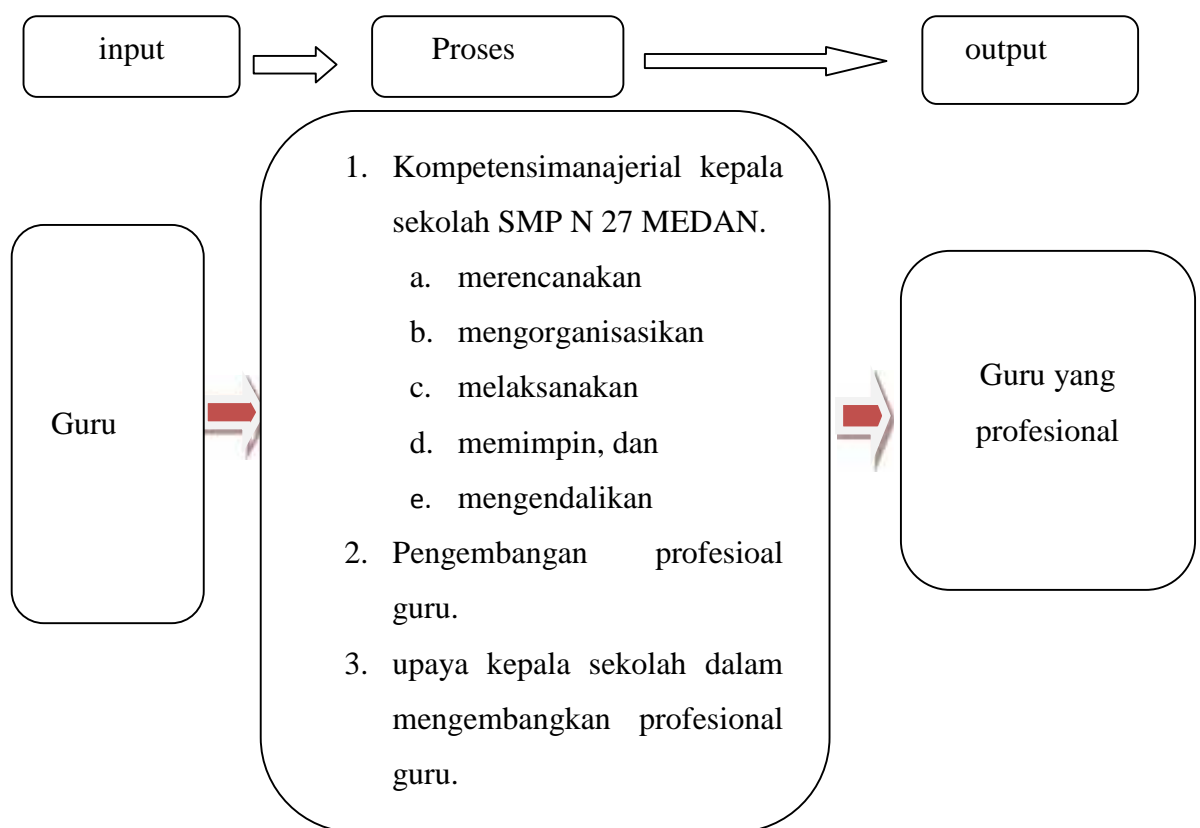 input
Proses
output
Guru
1. Kompetensimanajerial kepala
sekolah SMP N 27 MEDAN.
a. merencanakan
b. mengorganisasikan
c. melaksanakan
d. memimpin, dan
e. mengendalikan
2. Pengembangan profesioal
guru.
3. upaya kepala sekolah dalam
mengembangkan profesional
guru.
Guru yang
profesional